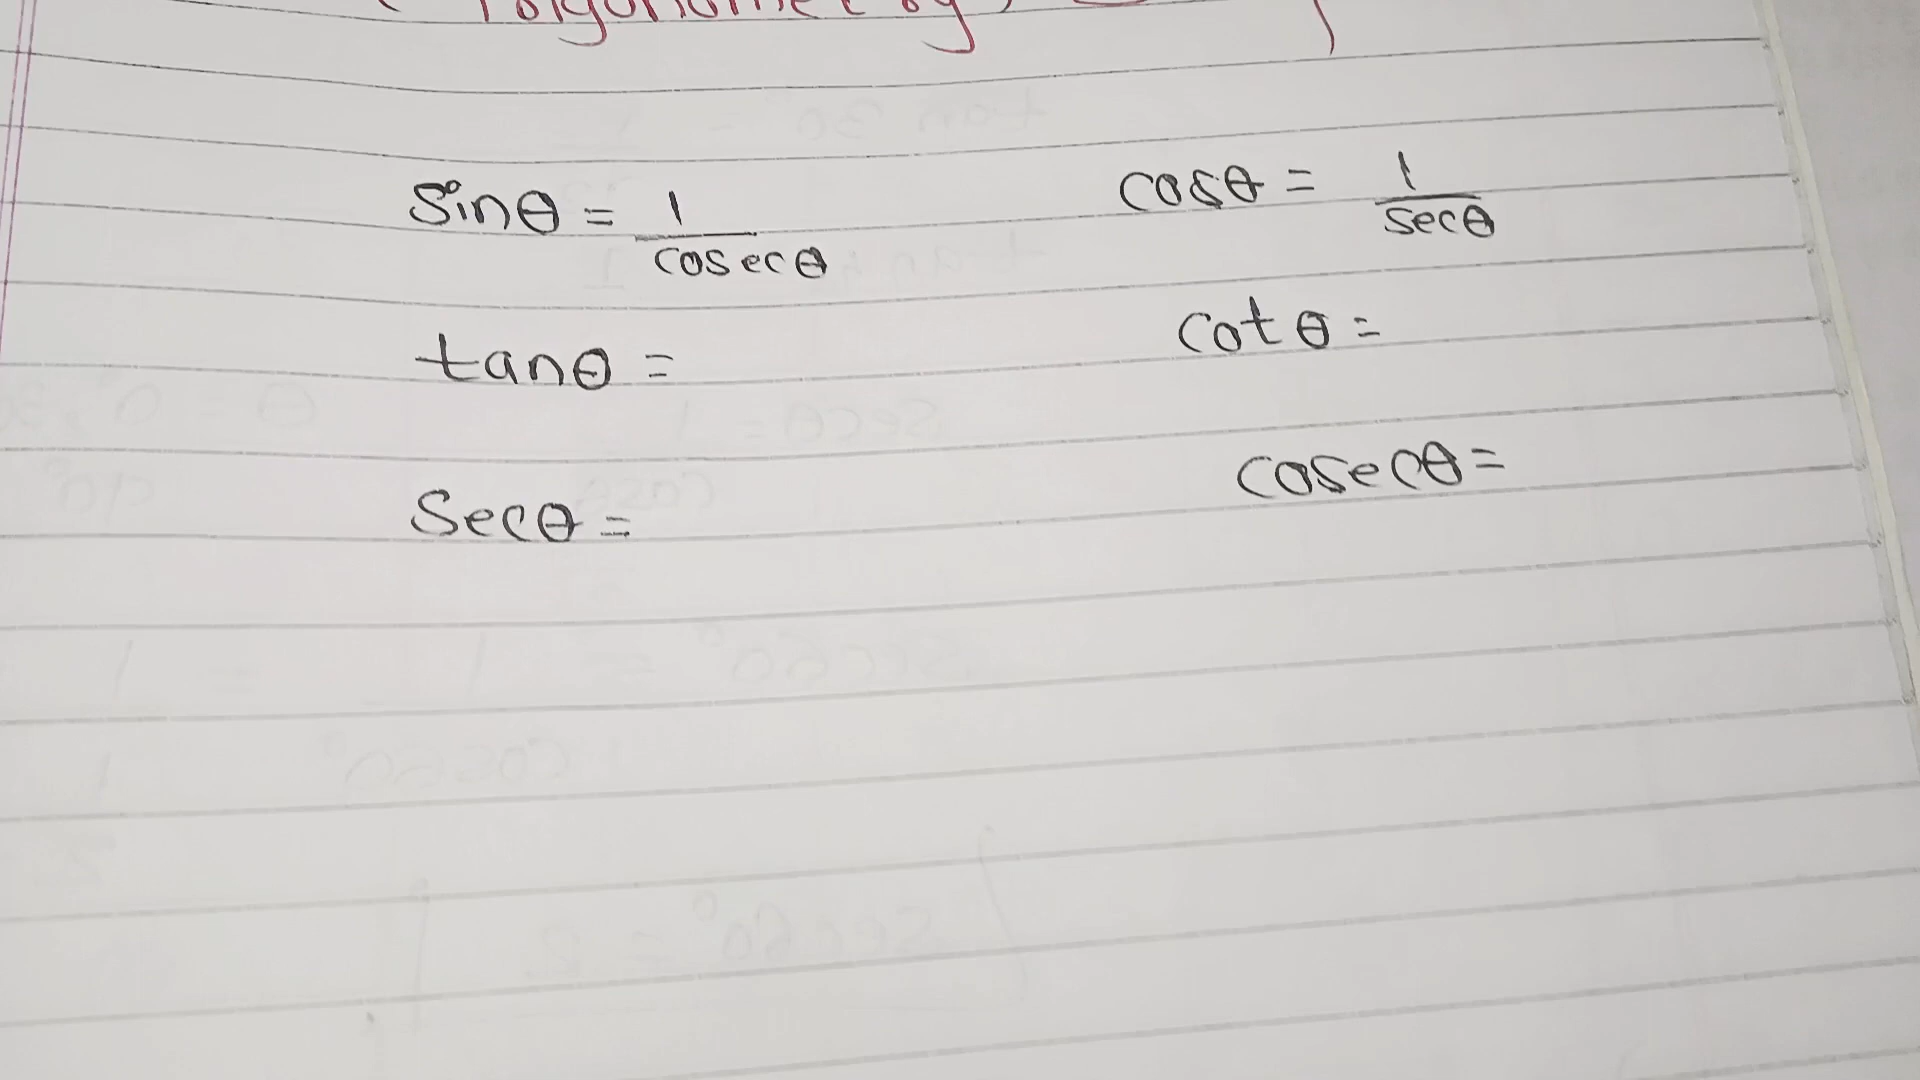 sinθ = 1/cosecθ
cosθ = 1/secθ
tanθ =
cotθ =
secθ =
cosecθ =